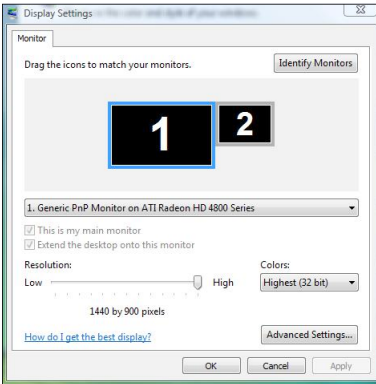 Display Settings
Monitor
Drag the icons to match your monitors.
Identify Monitors
1
2
1. Generic PnP Monitor on ATI Radeon HD 4800 Series
This is my main monitor
Extend the desktop onto this monitor
Resolution:
Colors:
Low
High
Highest (32 bit)
1440 by 900 pixels
How do I get the best display?
Advanced Settings...
OK
Cancel
Apply